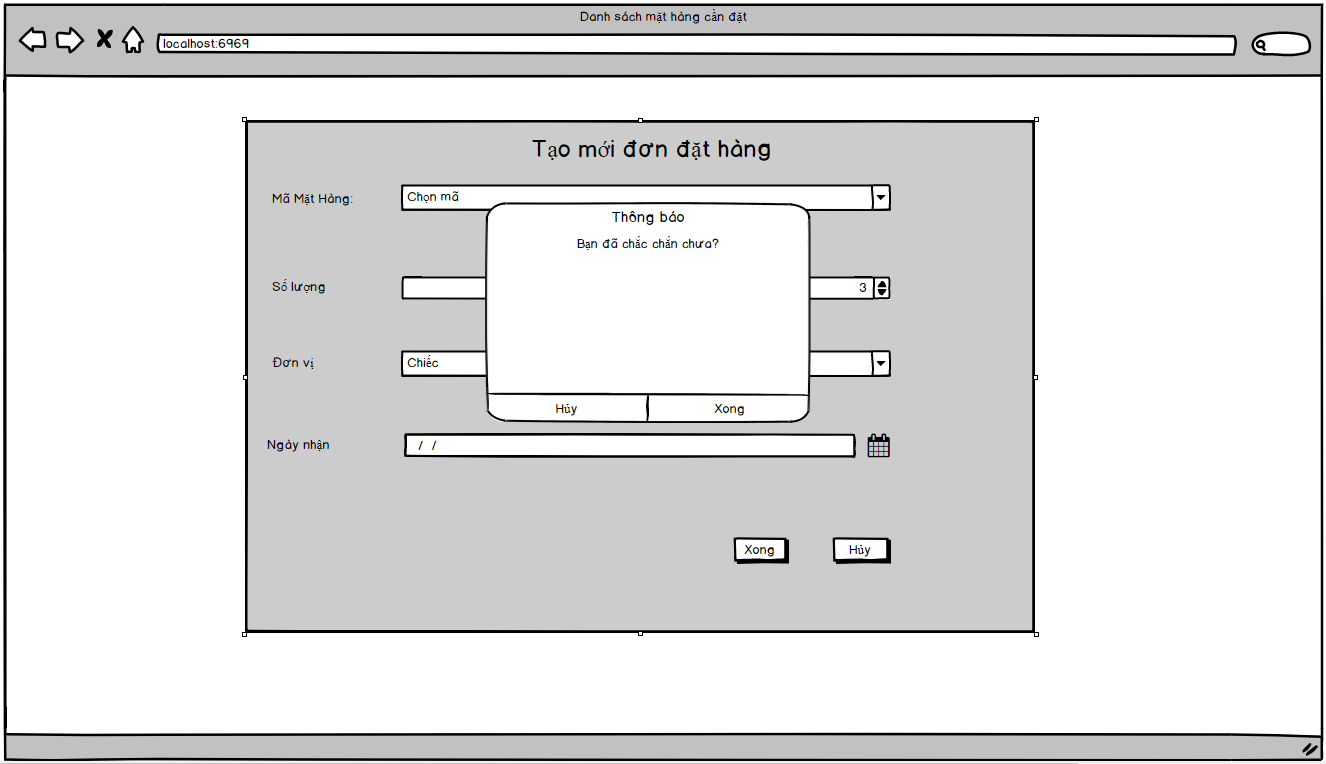 Danh sách mặt hàng cần đặt
localhost:6969
Tạo mới đơn đặt hàng
Mã Mặt Hàng:
Chọn mã
Thông báo
Bạn đã chắc chắn chưa?
Số lượng
3
Đơn vị
Chiếc
Hủy
Xong
Ngày nhận
/ /
Xong
Hủy